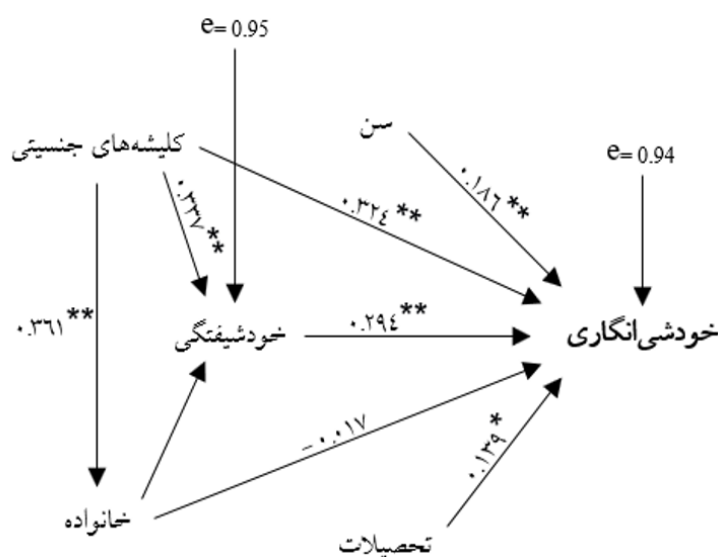 e= 0.95
سن
کلیشه‌های جنسیتی
e= 0.94
۰.۱۸٦**
۰.۳۳۷**
۰.۳۲٤**
۰.۳٦۱**
خودشیفتگی
۰.۲۹٤**
خودشی‌انگاری
– ۰.۰۱۷
۰.۱۳۹*
خانواده
تحصیلات